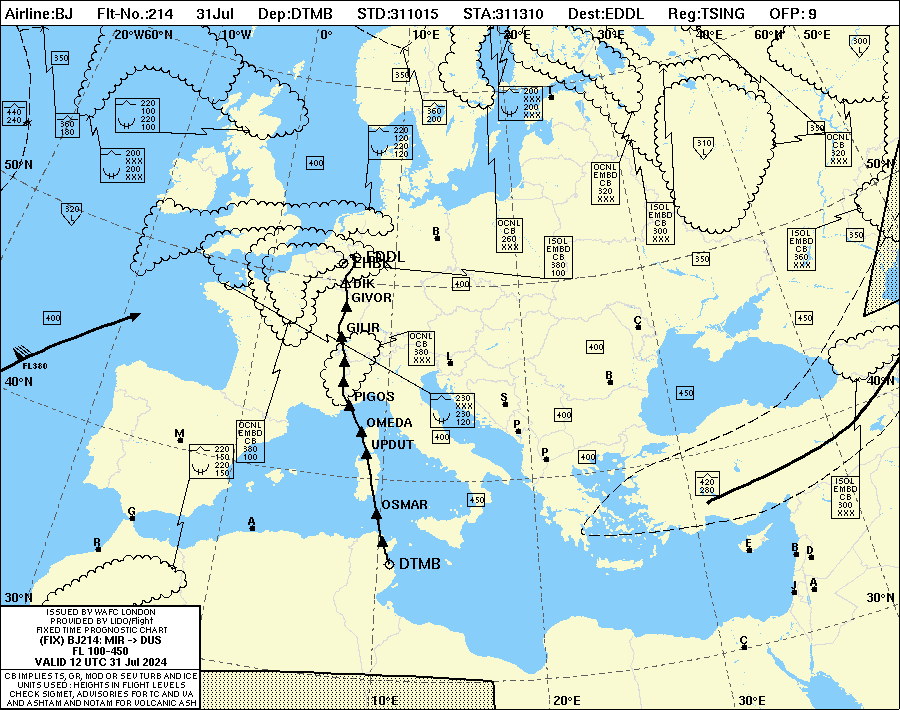 Airline:BJ Flt-No.:214 31Jul Dep:DTMB STD:311015 STA:311310 Dest:EDDL Reg:TSING OFP: 9
20°W60°N 10°W 0° 10°E 20°E 30°E 40°E 60°N 50°E
350
300
L
350
440
240
360
180
220
100
220
100
360
200
200
XXX
200
XXX
220
120
220
120
310
L
350
OCNL
CB
320
XXX
50°N
200
XXX
200
XXX
400
50°N
OCNL
EMBD
CB
320
XXX
320
L
ISOL
EMBD
CB
300
XXX
OCNL
CB
260
XXX
B
ISOL
EMBD
CB
380
100
ISOL
EMBD
CB
360
XXX
350
350
EDDL
DIK
400
GIVOR
400
450
C
GILIR
OCNL
CB
380
XXX
L
400
FL380
40°N
B
40°N
450
PIGOS
230
XXX
230
120
S
400
OMEDA
P
M
OCNL
EMBD
CB
380
100
400
UPDUT
220
150
220
150
P
400
420
280
ISOL
EMBD
CB
300
XXX
450
OSMAR
G
A
R
E
B
D
DTMB
J
A
30°N
30°N
C
ISSUED BY WAFC LONDON
PROVIDED BY LIDO/Flight
FIXED TIME PROGNOSTIC CHART
(FIX) BJ214: MIR -> DUS
FL 100-450
VALID 12 UTC 31 Jul 2024
CB IMPLIES TS, GR, MOD OR SEV TURB AND ICE
UNITS USED : HEIGHTS IN FLIGHT LEVELS
CHECK SIGMET, ADVISORIES FOR TC AND VA
AND ASHTAM AND NOTAM FOR VOLCANIC ASH
10°E 20°E 30°E